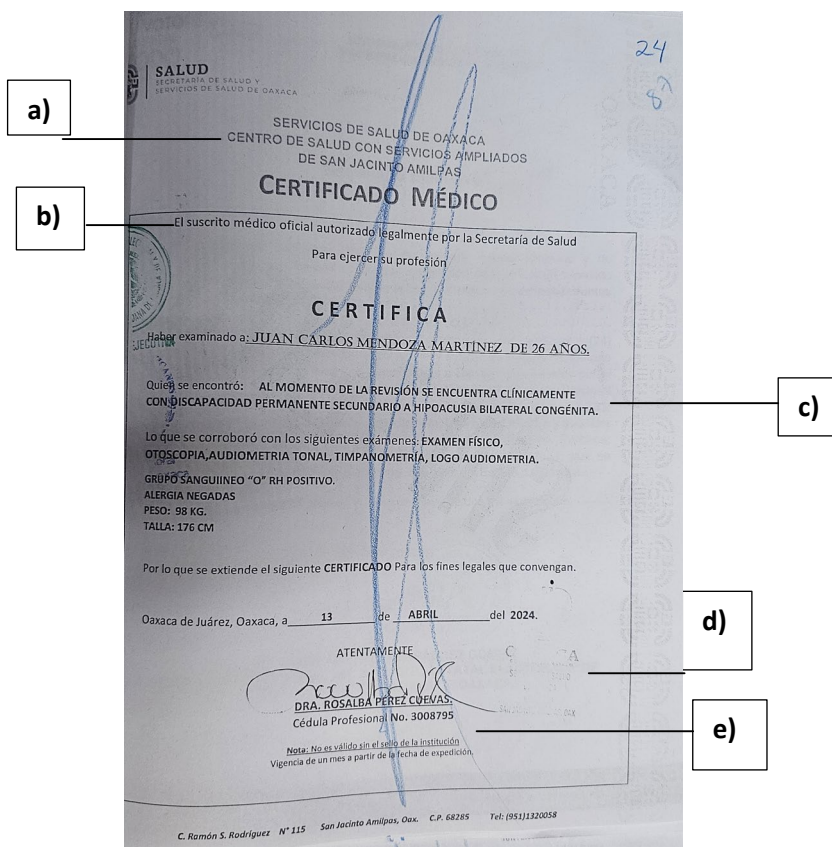 24
87
SALUD
SECRETARÍA DE SALUD Y
SERVICIOS DE SALUD DE OAXACA
a)
SERVICIOS DE SALUD DE OAXACA
CENTRO DE SALUD CON SERVICIOS AMPLIADOS
DE SAN JACINTO AMILPAS
CERTIFICADO MÉDICO
b)
El suscrito médico oficial autorizado legalmente por la Secretaría de Salud
Para ejercer su profesión
CERTIFICA
Haber examinado a: JUAN CARLOS MENDOZA MARTÍNEZ DE 26 AÑOS.
Quien se encontró: AL MOMENTO DE LA REVISIÓN SE ENCUENTRA CLÍNICAMENTE
CON DISCAPACIDAD PERMANENTE SECUNDARIO A HIPOACUSIA BILATERAL CONGÉNITA.
c)
Lo que se corroboró con los siguientes exámenes: EXAMEN FÍSICO,
OTOSCOPIA,AUDIOMETRIA TONAL, TIMPANOMETRÍA, LOGO AUDIOMETRIA.
GRUPO SANGUIINEO "O" RH POSITIVO.
ALERGIA NEGADAS
PESO: 98 KG.
TALLA: 176 CM
Por lo que se extiende el siguiente CERTIFICADO Para los fines legales que convengan.
Oaxaca de Juárez, Oaxaca, a 13 de ABRIL del 2024.
d)
ATENTAMENTE
DRA. ROSALBA PÉREZ CUEVAS.
Cédula Profesional No. 3008795
e)
Nota: No es válido sin el sello de la institución
Vigencia de un mes a partir de la fecha de expedición.
C. Ramón S. Rodríguez N° 115 San Jacinto Amilpas, Oax. C.P. 68285 Tel: (951)1320058